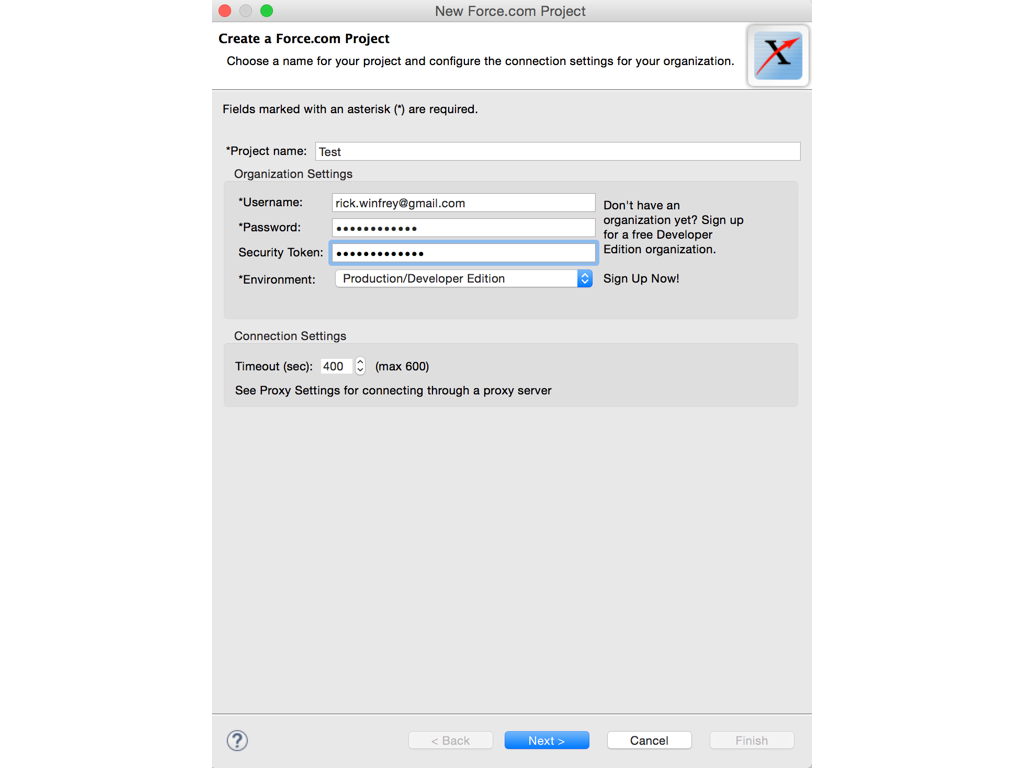 New Force.com Project
Create a Force.com Project
Choose a name for your project and configure the connection settings for your organization.
Fields marked with an asterisk (*) are required.
*Project name: Test
Organization Settings
*Username: rick.winfrey@gmail.com
*Password: ••••••••••••
Security Token: •••••••••••••
*Environment: Production/Developer Edition
Don't have an
organization yet? Sign up
for a free Developer
Edition organization.
Sign Up Now!
Connection Settings
Timeout (sec): 400 (max 600)
See Proxy Settings for connecting through a proxy server
? < Back Next > Cancel Finish